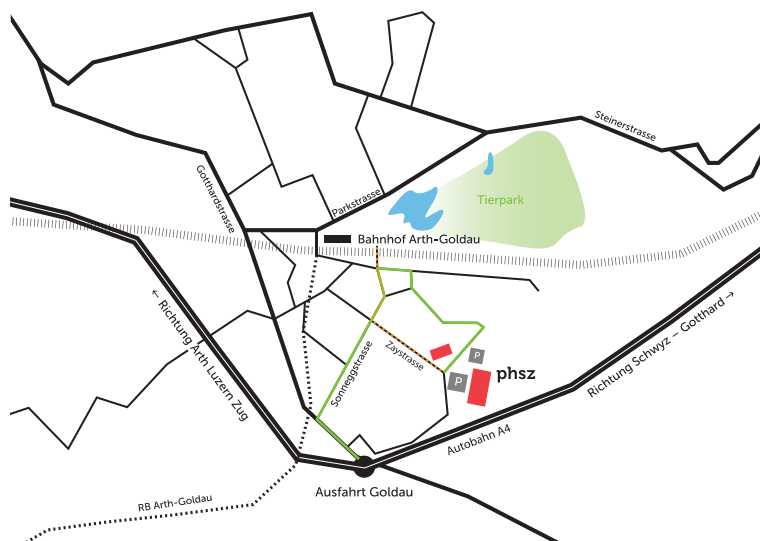 Steinerstrasse
Gotthardstrasse
Parkstrasse
Tierpark
Bahnhof Arth-Goldau
← Richtung Arth Luzern Zug
Richtung Schwyz – Gotthard →
Sonneggstrasse
Zaystrasse
P
P
phsz
Autobahn A4
Ausfahrt Goldau
RB Arth-Goldau